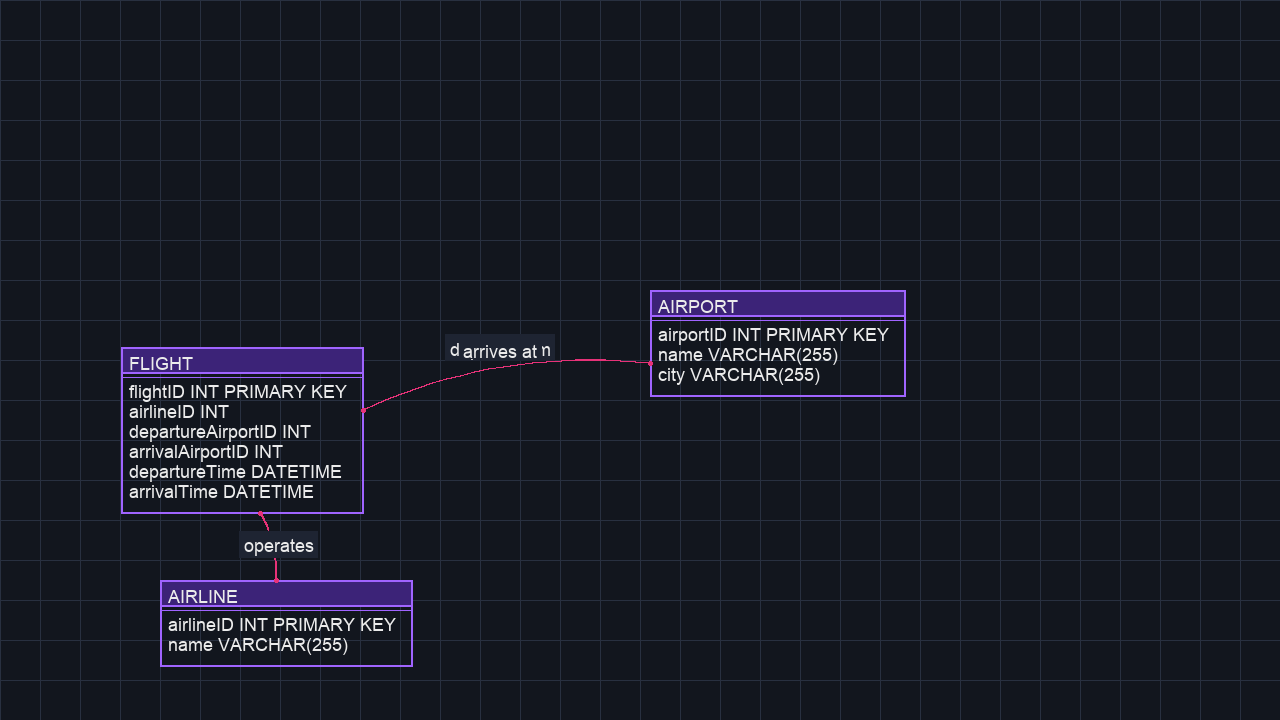 AIRPORT
airportID INT PRIMARY KEY
name VARCHAR(255)
city VARCHAR(255)
arrives at
FLIGHT
flightID INT PRIMARY KEY
airlineID INT
departureAirportID INT
arrivalAirportID INT
departureTime DATETIME
arrivalTime DATETIME
operates
AIRLINE
airlineID INT PRIMARY KEY
name VARCHAR(255)